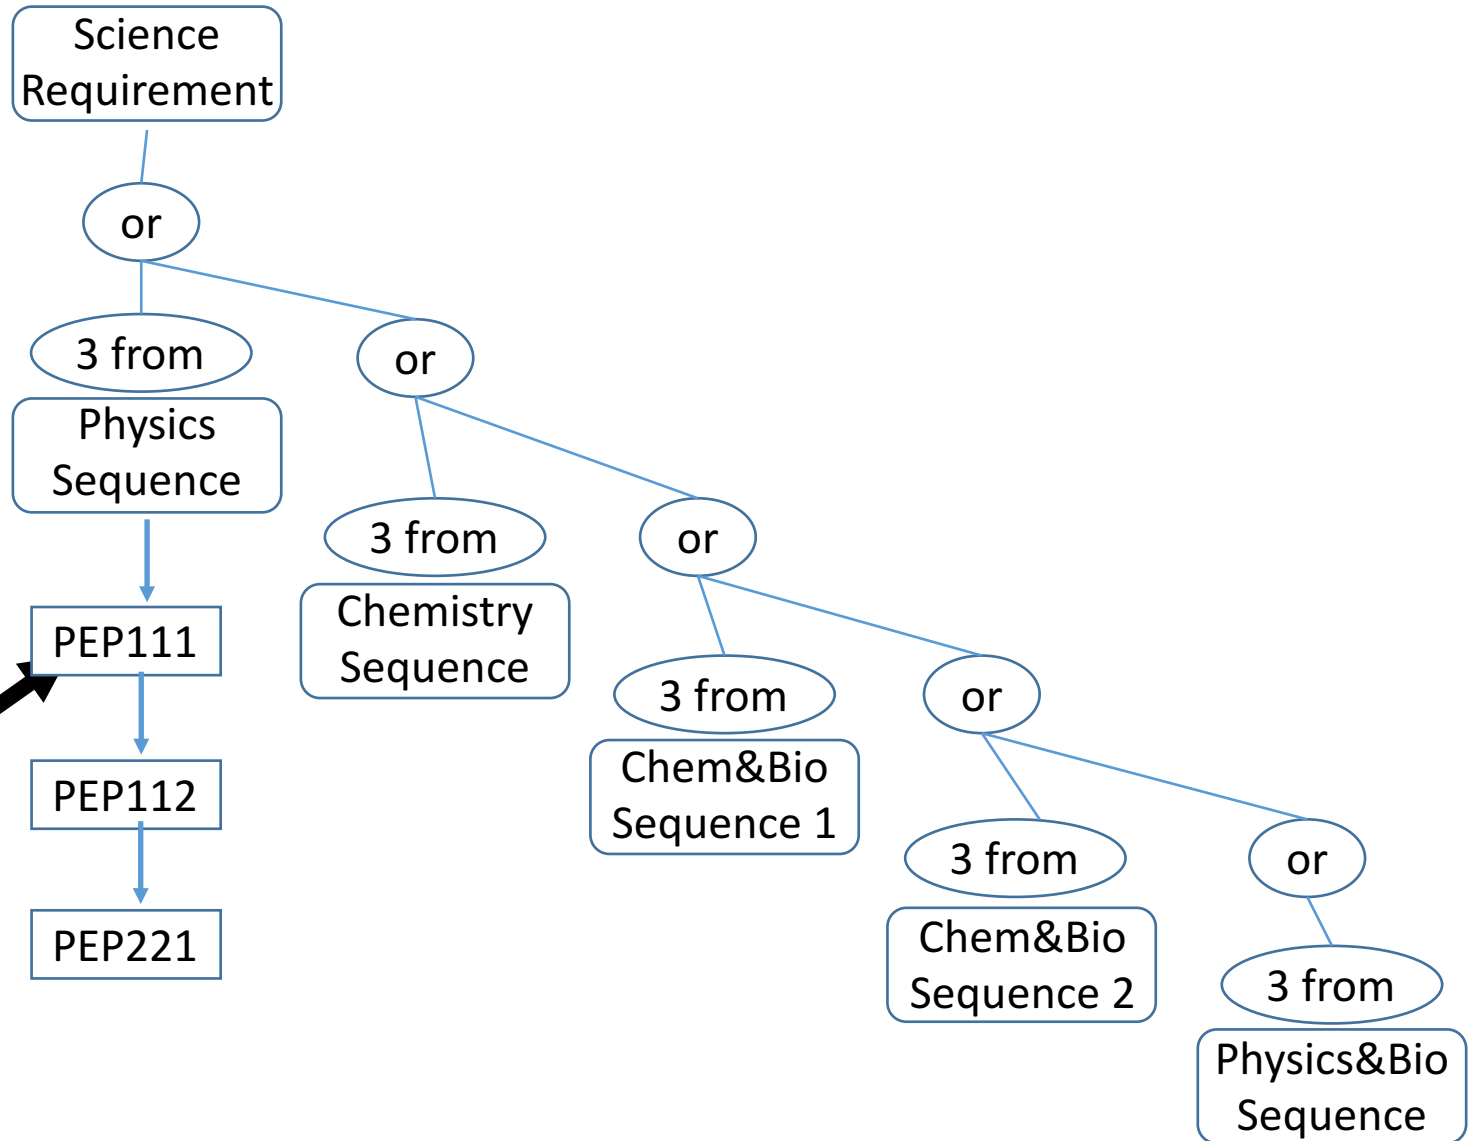 Science
Requirement
or
3 from
Physics
Sequence
PEP111
PEP112
PEP221
or
3 from
Chemistry
Sequence
or
3 from
Chem&Bio
Sequence 1
or
3 from
Chem&Bio
Sequence 2
or
3 from
Physics&Bio
Sequence